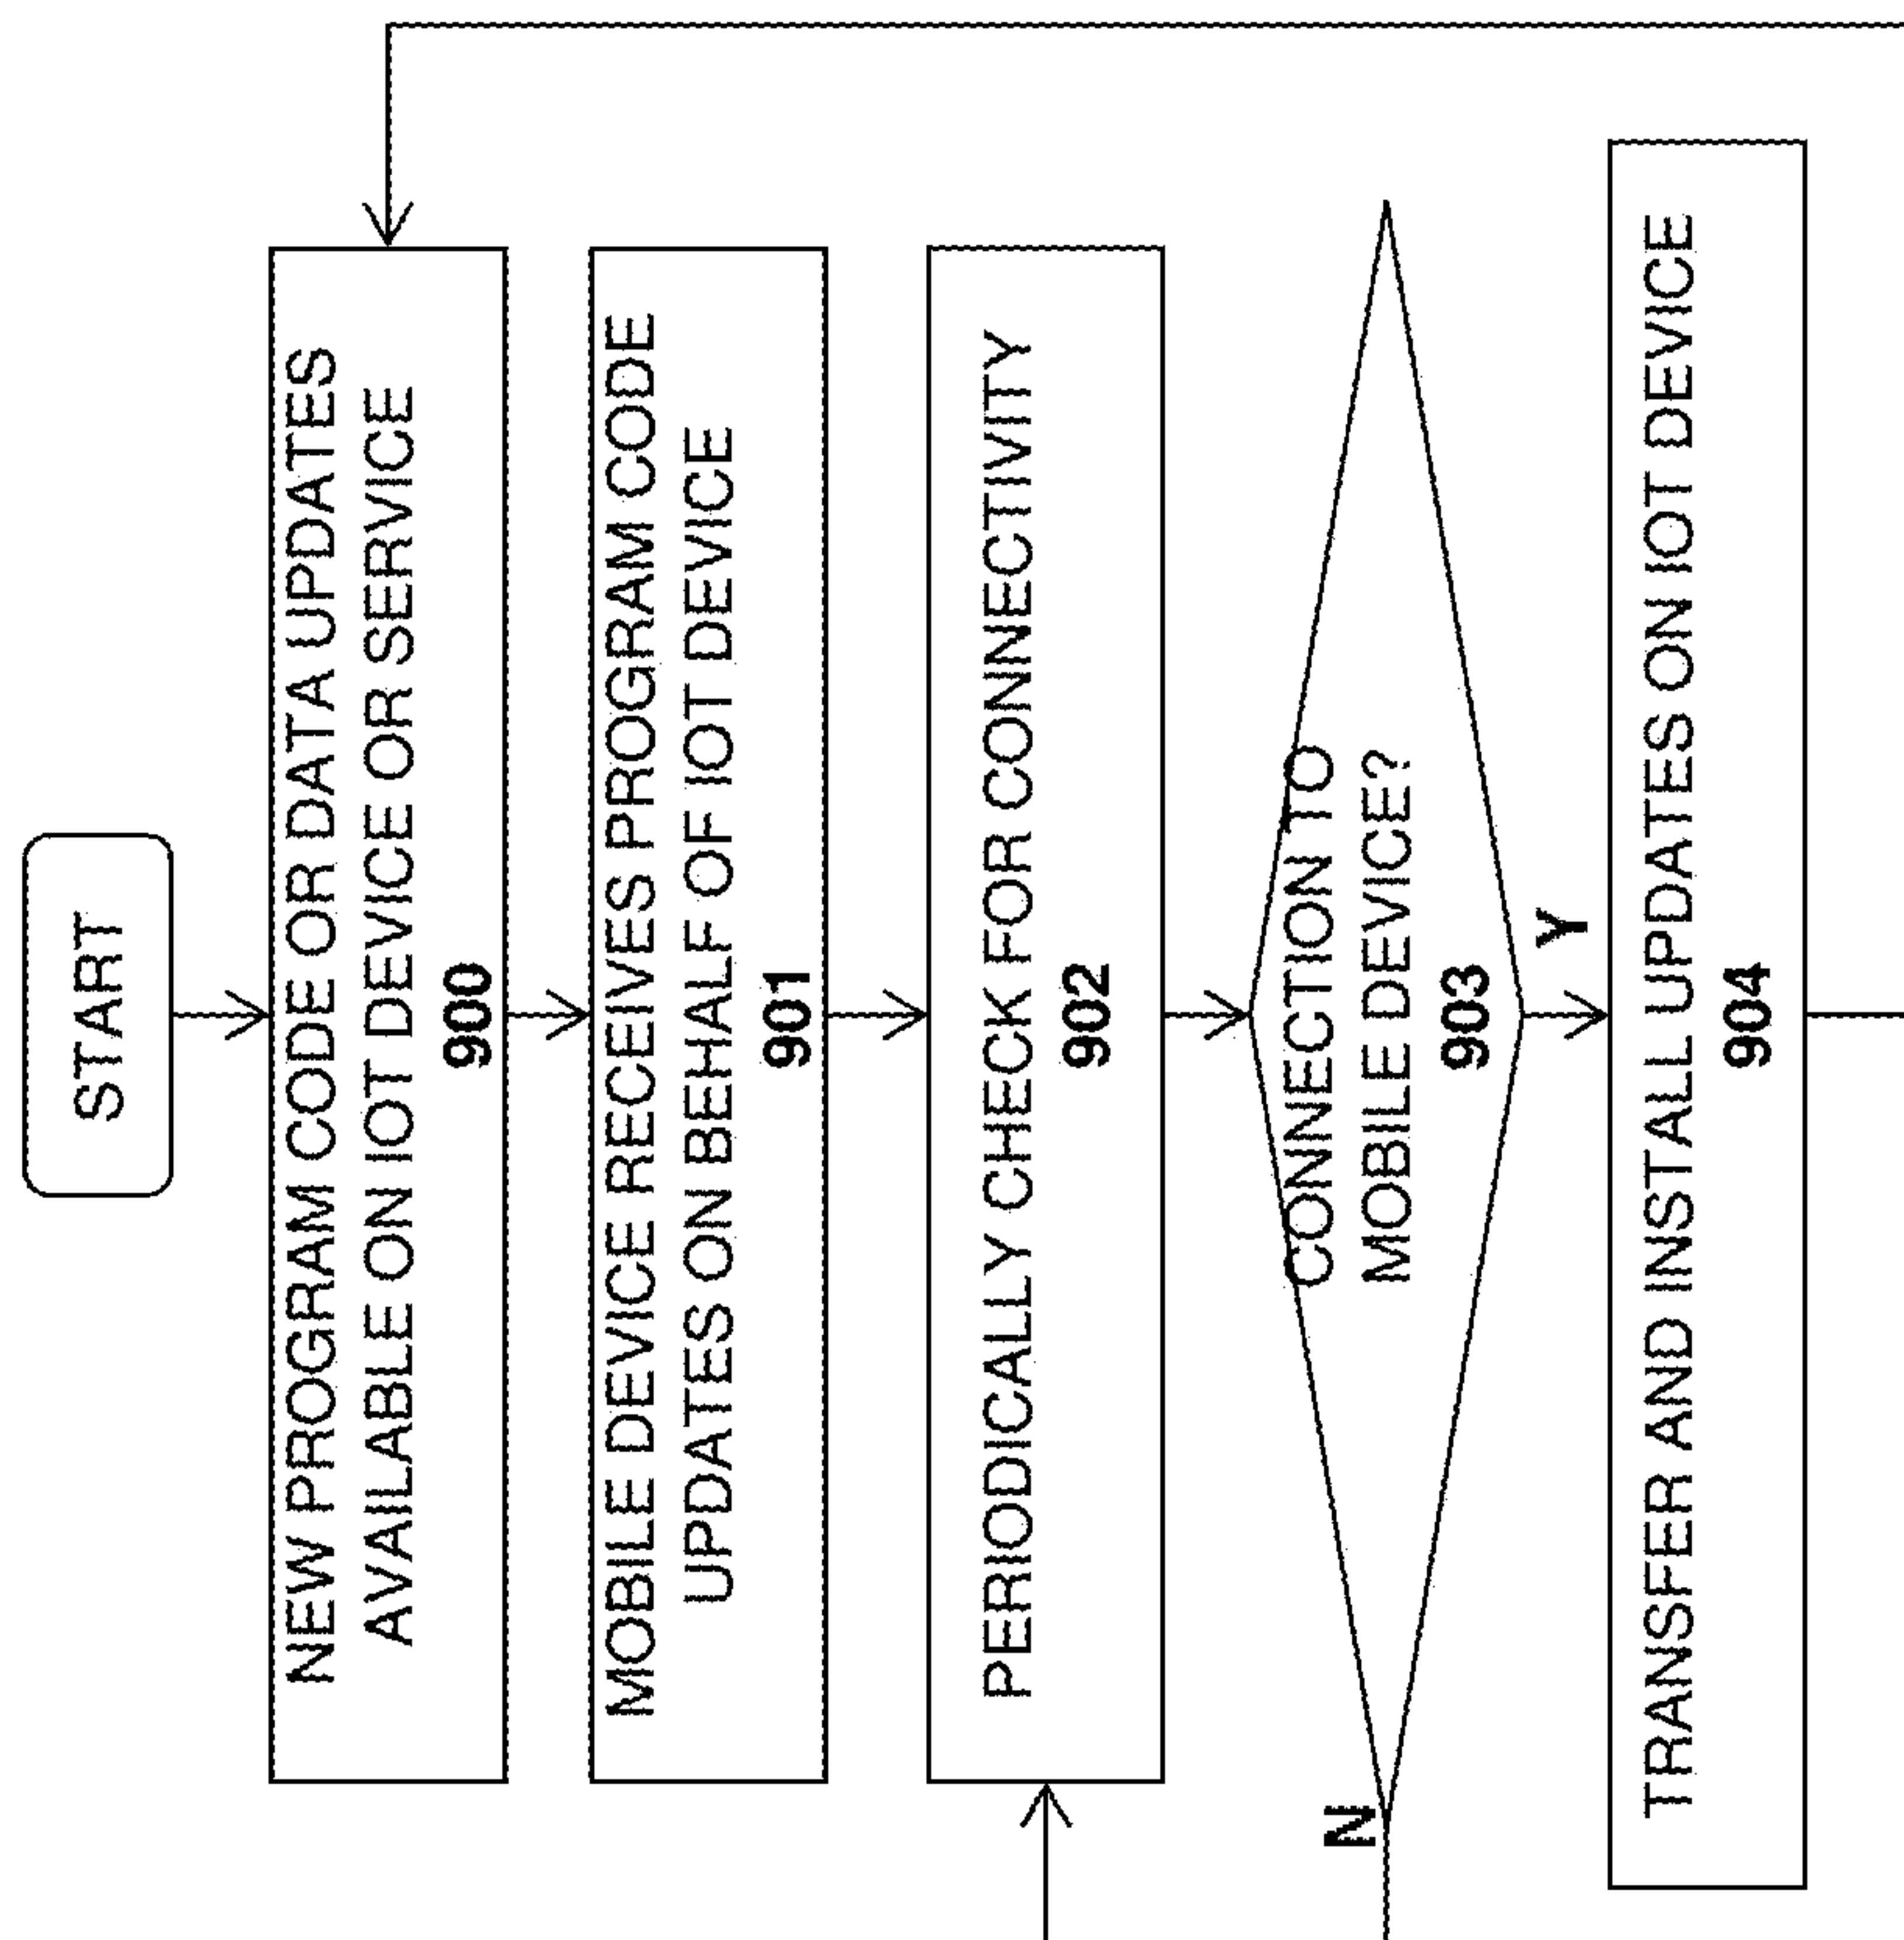 START
NEW PROGRAM CODE OR DATA UPDATES
AVAILABLE ON IOT DEVICE OR SERVICE
900
MOBILE DEVICE RECEIVES PROGRAM CODE
UPDATES ON BEHALF OF IOT DEVICE
901
PERIODICALLY CHECK FOR CONNECTIVITY
902
CONNECTION TO
MOBILE DEVICE?
903
N
Y
TRANSFER AND INSTALL UPDATES ON IOT DEVICE
904